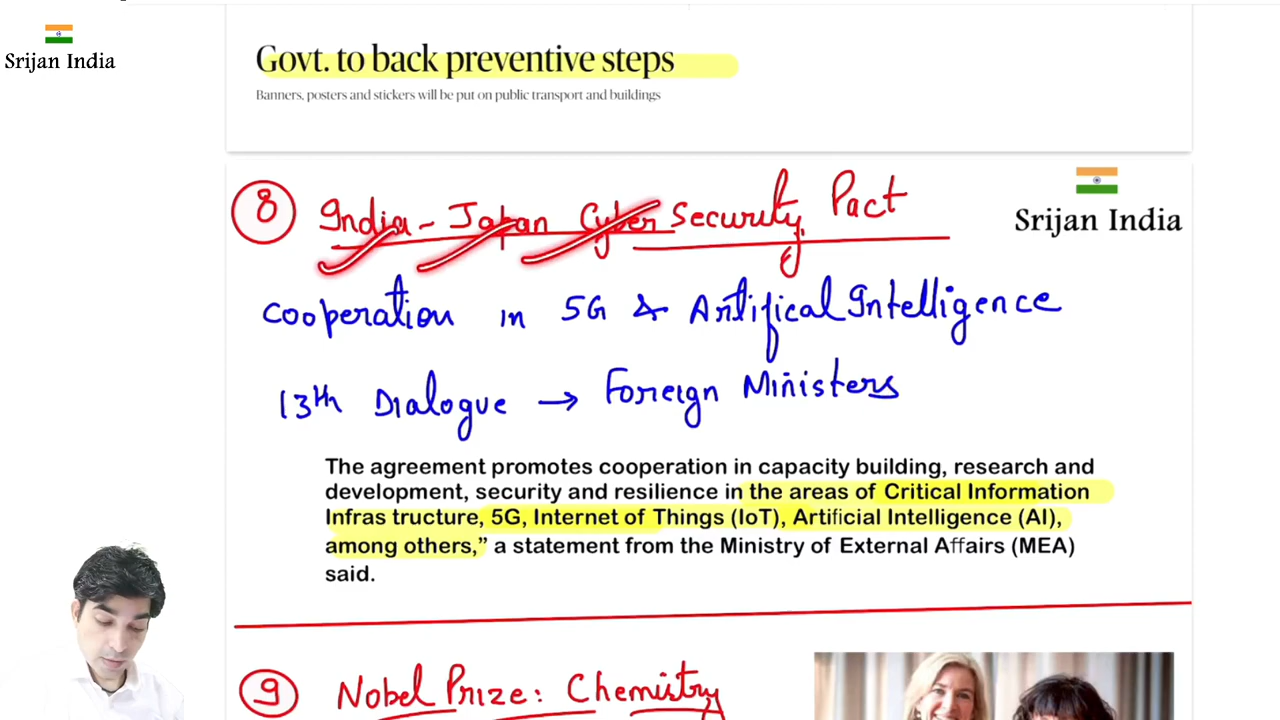 Srijan India
Govt. to back preventive steps
Banners, posters and stickers will be put on public transport and buildings
8 India - Japan Cyber Security Pact
Srijan India
Cooperation in 5G & Artifical Intelligence
13th Dialogue → Foreign Ministers
The agreement promotes cooperation in capacity building, research and
development, security and resilience in the areas of Critical Information
Infras tructure, 5G, Internet of Things (IoT), Artificial Intelligence (AI),
among others,” a statement from the Ministry of External Affairs (MEA)
said.
9 Nobel Prize: Chemistry